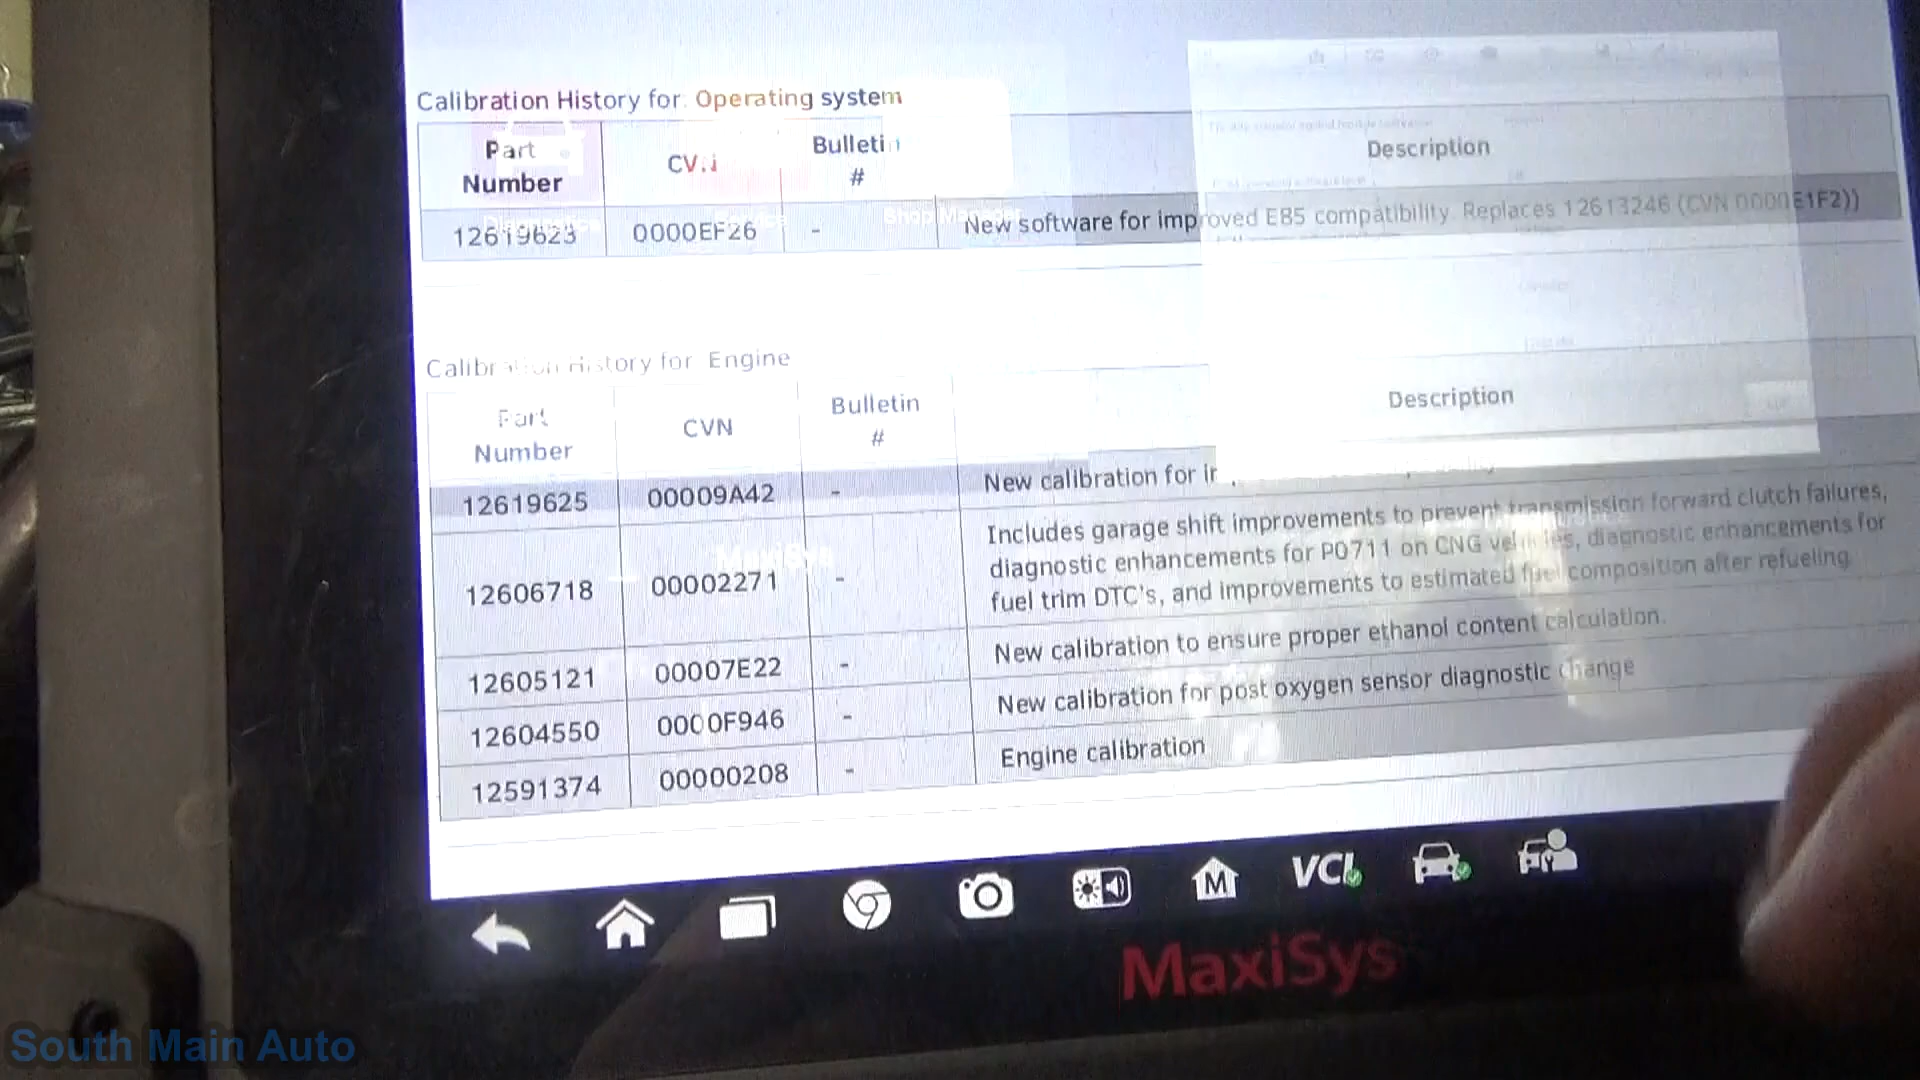 Calibration History for Operating system
Part Number CVN Bulletin # Description
12619623 0000EF26 - New software for improved E85 compatibility. Replaces 12613246 (CVN 0000E1F2))
Calibration History for Engine
Part Number CVN Bulletin # Description
12619625 00009A42 - New calibration for
12606718 00002271 - Includes garage shift improvements to prevent transmission forward clutch failures,
diagnostic enhancements for P0711 on CNG vehicles, diagnostic enhancements for
fuel trim DTC's, and improvements to estimated fuel composition after refueling
12605121 00007E22 - New calibration to ensure proper ethanol content calculation.
12604550 0000F946 - New calibration for post oxygen sensor diagnostic change
12591374 00000208 - Engine calibration
Diagnostics
Shop Manager
MaxiSys
M
VCI
MaxiSys
South Main Auto